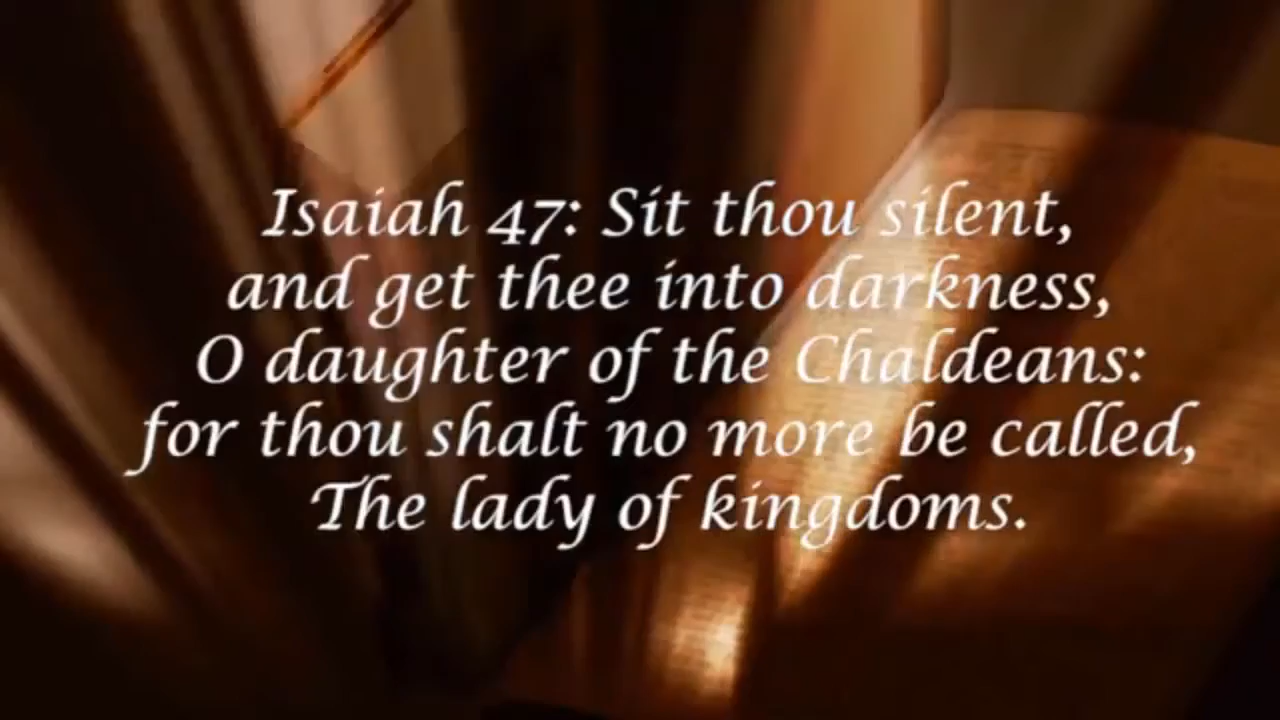 Isaiah 47: Sit thou silent,
and get thee into darkness,
O daughter of the Chaldeans:
for thou shalt no more be called,
The lady of kingdoms.